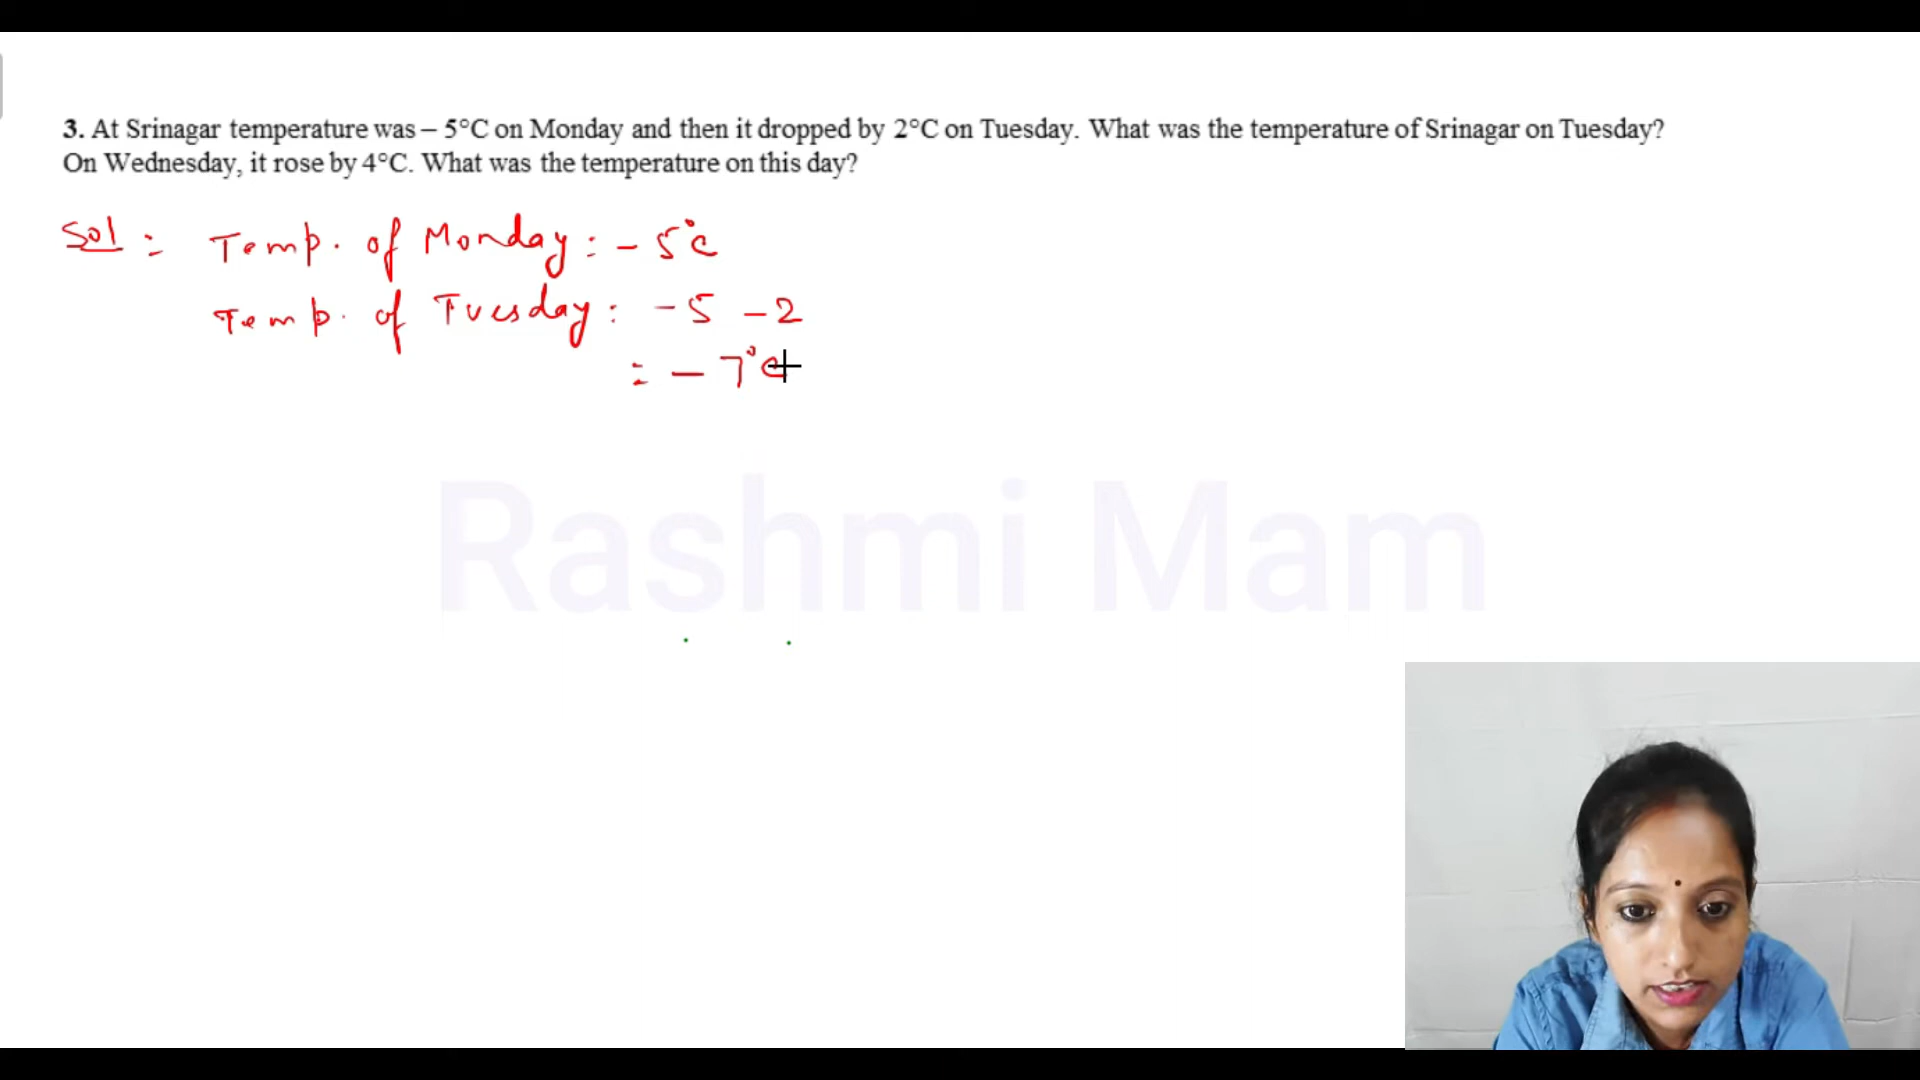 3. At Srinagar temperature was – 5°C on Monday and then it dropped by 2°C on Tuesday. What was the temperature of Srinagar on Tuesday?
On Wednesday, it rose by 4°C. What was the temperature on this day?
Sol = Temp. of Monday = - 5°C
Temp. of Tuesday = -5 -2
= - 7°C
Rashmi Mam